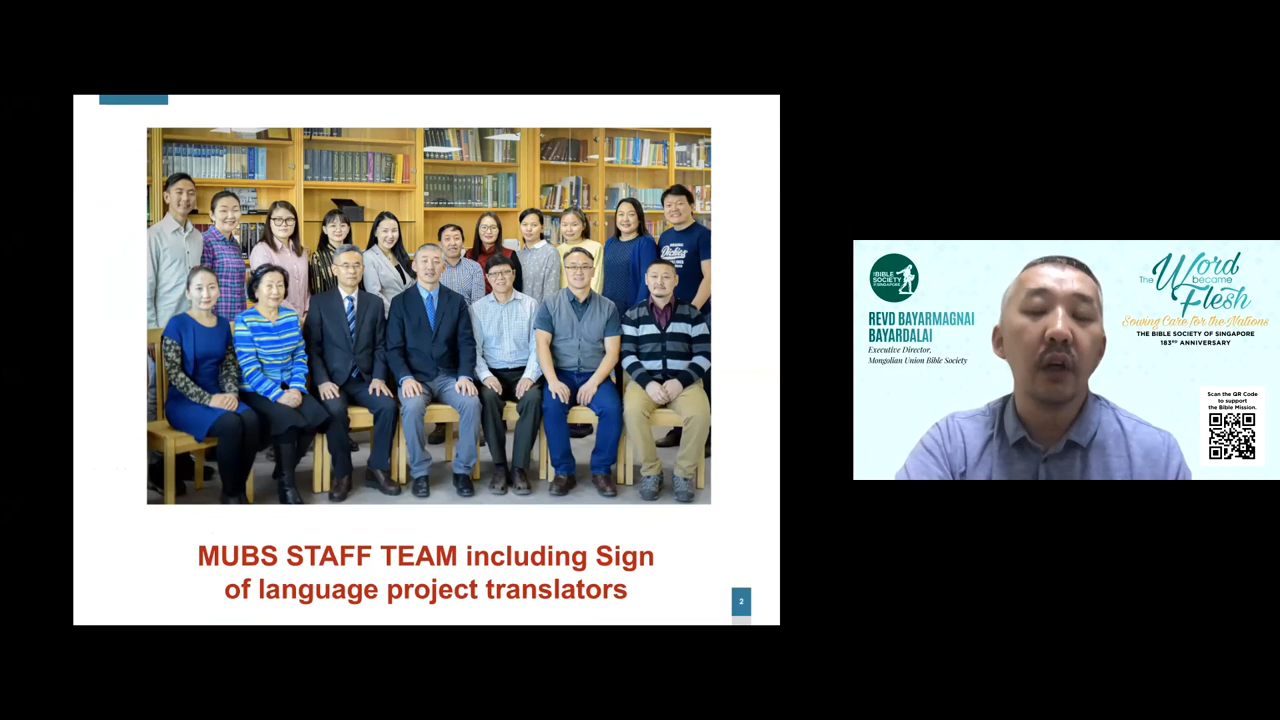 MUBS STAFF TEAM including Sign
of language project translators
2
THE BIBLE
SOCIETY
OF SINGAPORE
REVD BAYARMAGNAI
BAYARDALAI
Executive Director,
Mongolian Union Bible Society
The Word
became
Flesh
Sowing Care for the Nations
THE BIBLE SOCIETY OF SINGAPORE
183RD ANNIVERSARY
Scan the QR Code
to support
the Bible Mission.